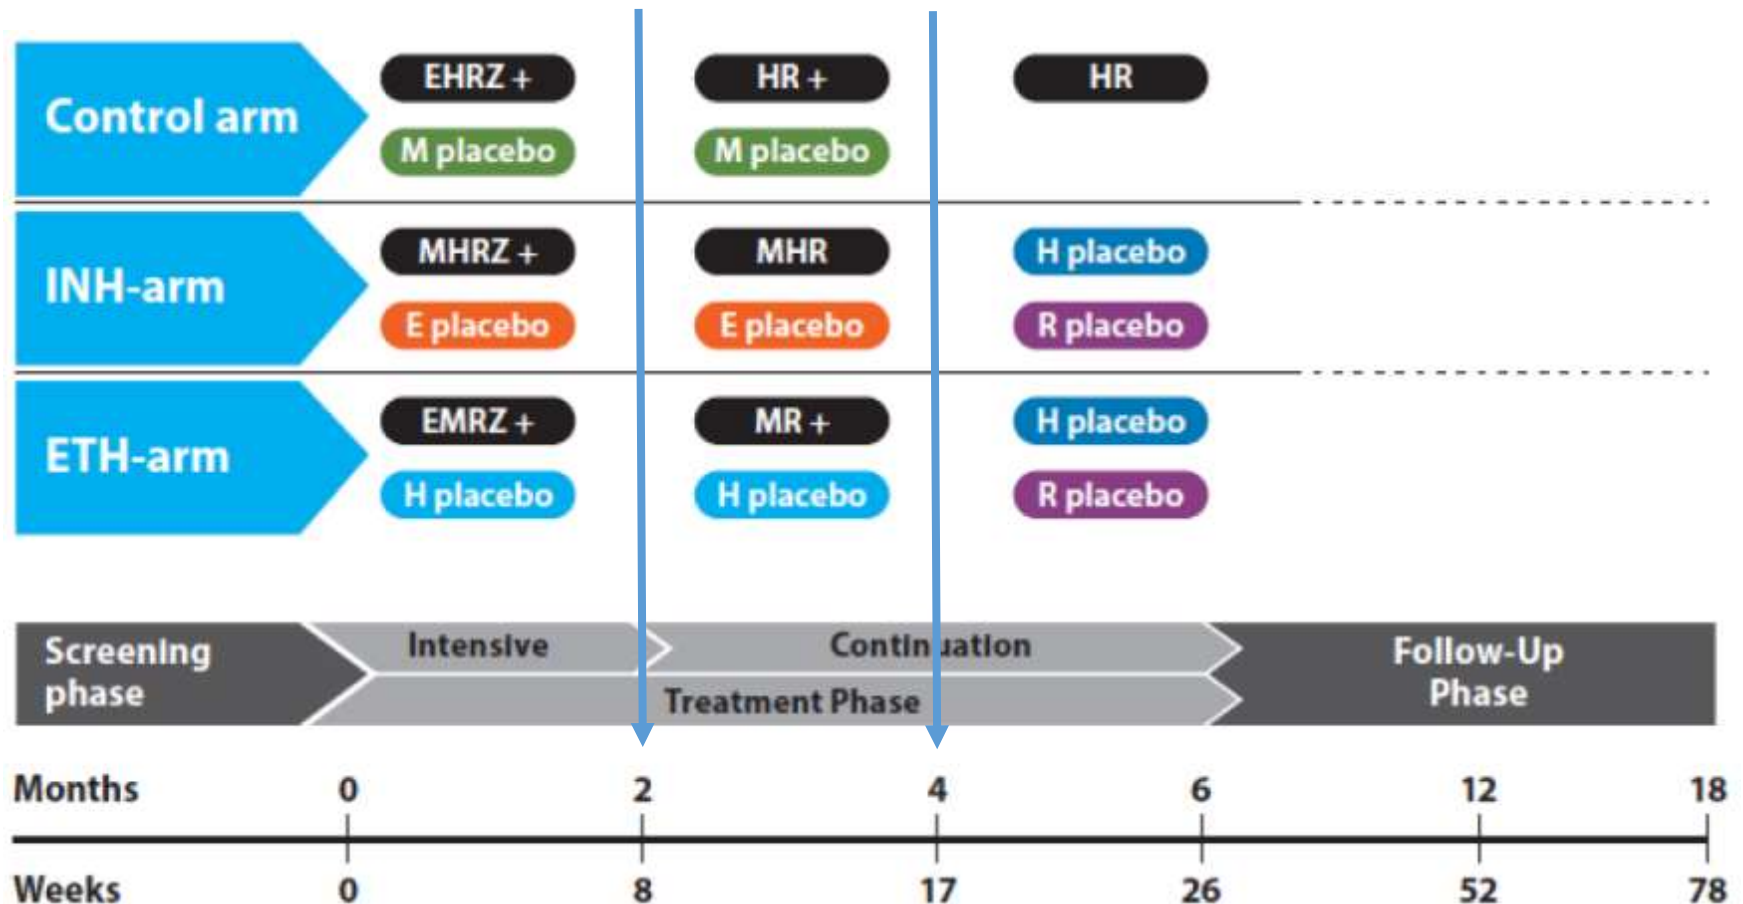 Control arm
EHRZ +
M placebo
HR +
M placebo
HR
INH-arm
MHRZ +
E placebo
MHR
E placebo
H placebo
R placebo
ETH-arm
EMRZ +
H placebo
MR +
H placebo
H placebo
R placebo
Screening
phase
Intensive
Continuation
Treatment Phase
Follow-Up
Phase
Months 0 2 4 6 12 18
Weeks 0 8 17 26 52 78